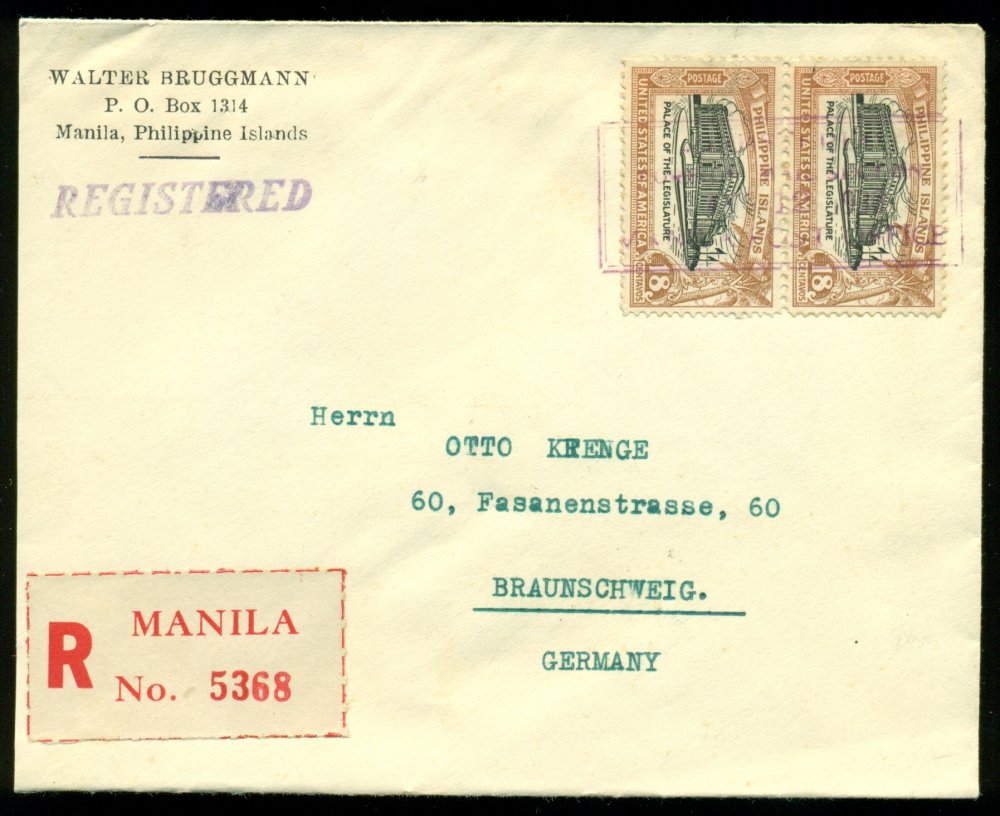 WALTER BRUGGMANN
P. O. Box 1314
Manila, Philippine Islands
REGISTERED
POSTAGE
PHILIPPINE ISLANDS
PALACE OF THE LEGISLATURE
UNITED STATES OF AMERICA
18
CENTAVOS
POSTAGE
PHILIPPINE ISLANDS
PALACE OF THE LEGISLATURE
UNITED STATES OF AMERICA
18
CENTAVOS
Herrn
OTTO KRENGE
60, Fasanenstrasse, 60
BRAUNSCHWEIG.
GERMANY
R
MANILA
No. 5368